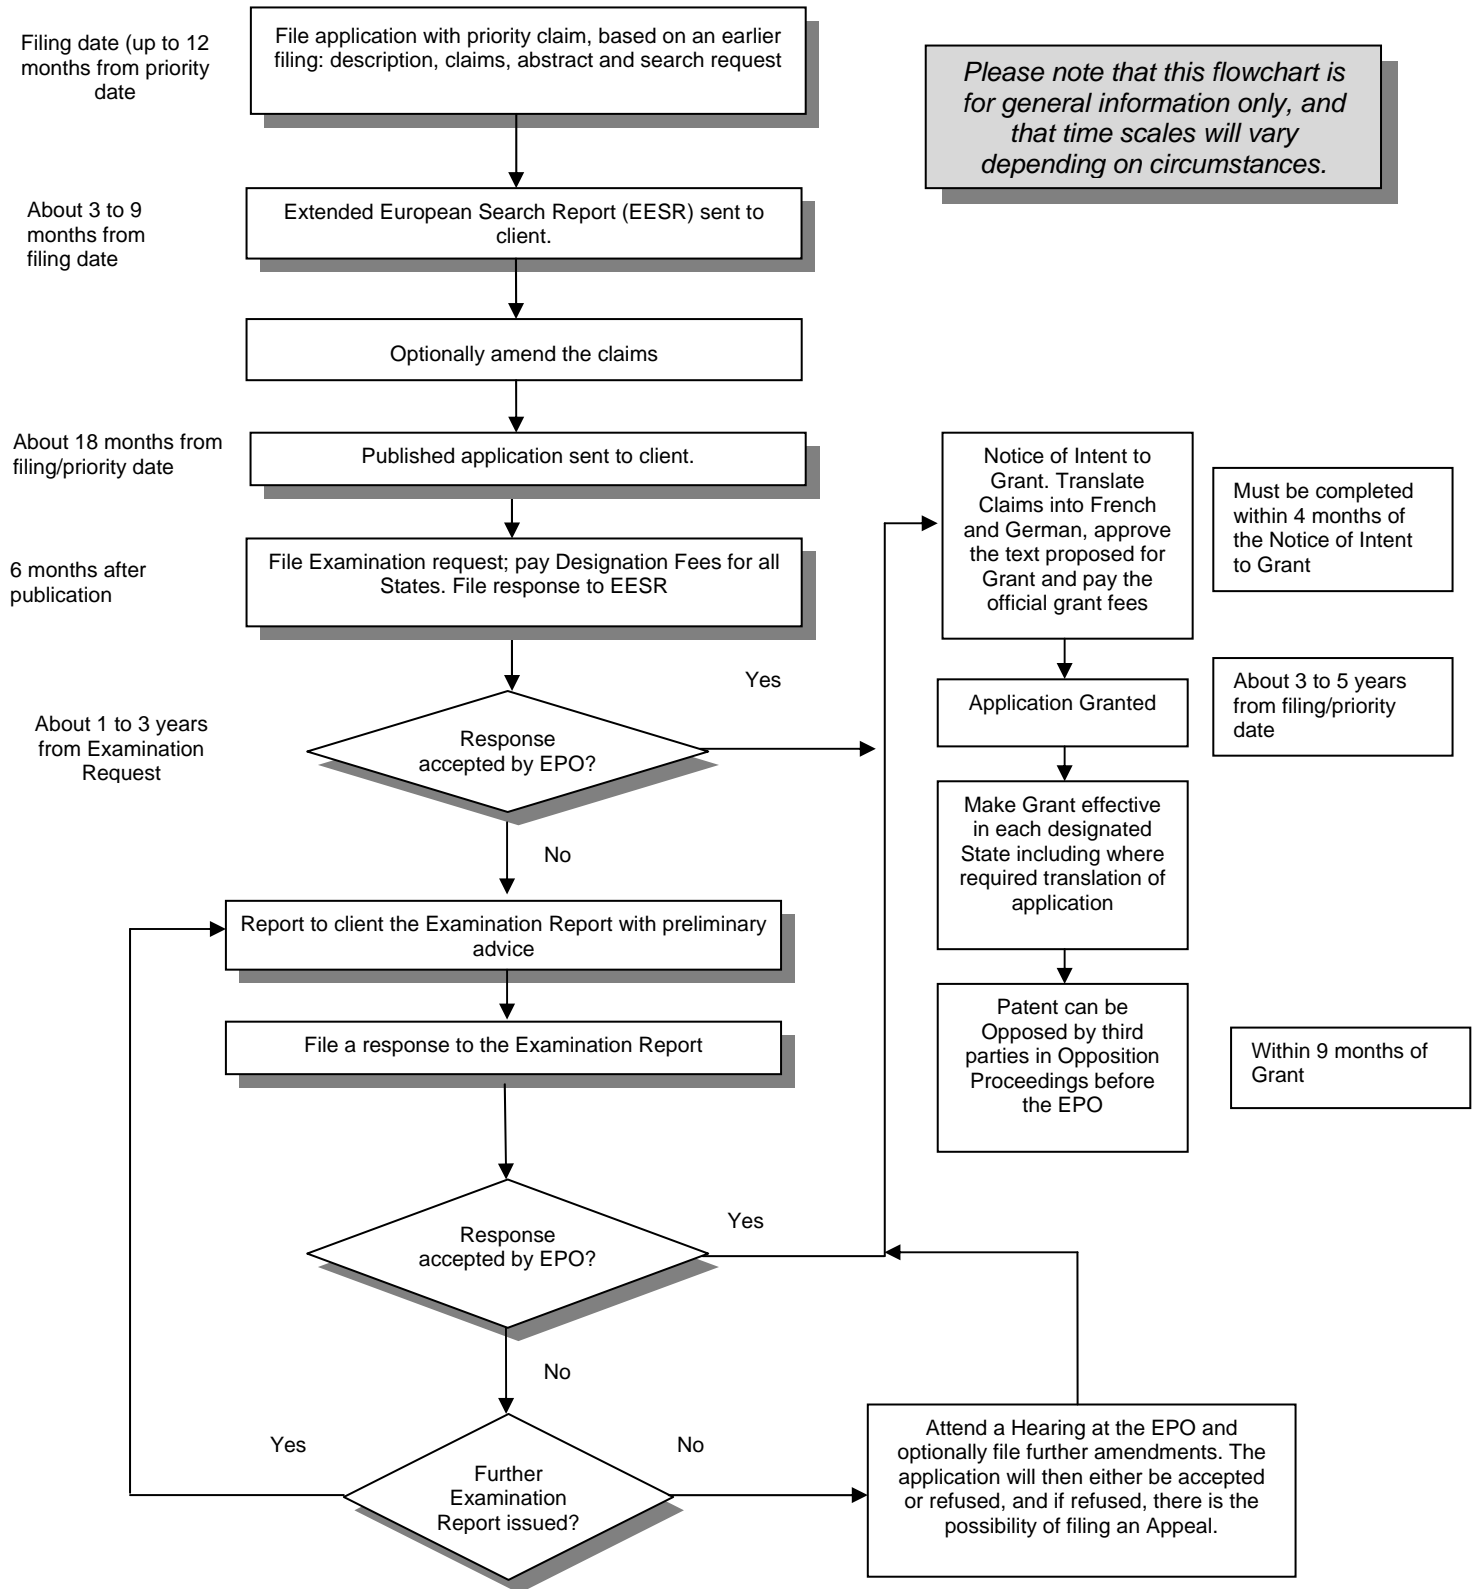 Filing date (up to 12
months from priority
date
File application with priority claim, based on an earlier
filing: description, claims, abstract and search request
Please note that this flowchart is
for general information only, and
that time scales will vary
depending on circumstances.
About 3 to 9
months from
filing date
Extended European Search Report (EESR) sent to
client.
Optionally amend the claims
About 18 months from
filing/priority date
Published application sent to client.
6 months after
publication
File Examination request; pay Designation Fees for all
States. File response to EESR
About 1 to 3 years
from Examination
Request
Response
accepted by EPO?
Yes
No
Report to client the Examination Report with preliminary
advice
File a response to the Examination Report
Response
accepted by EPO?
Yes
No
Further
Examination
Report issued?
Yes
No
Attend a Hearing at the EPO and
optionally file further amendments. The
application will then either be accepted
or refused, and if refused, there is the
possibility of filing an Appeal.
Notice of Intent to
Grant. Translate
Claims into French
and German, approve
the text proposed for
Grant and pay the
official grant fees
Must be completed
within 4 months of
the Notice of Intent
to Grant
Application Granted
About 3 to 5 years
from filing/priority
date
Make Grant effective
in each designated
State including where
required translation of
application
Patent can be
Opposed by third
parties in Opposition
Proceedings before
the EPO
Within 9 months of
Grant